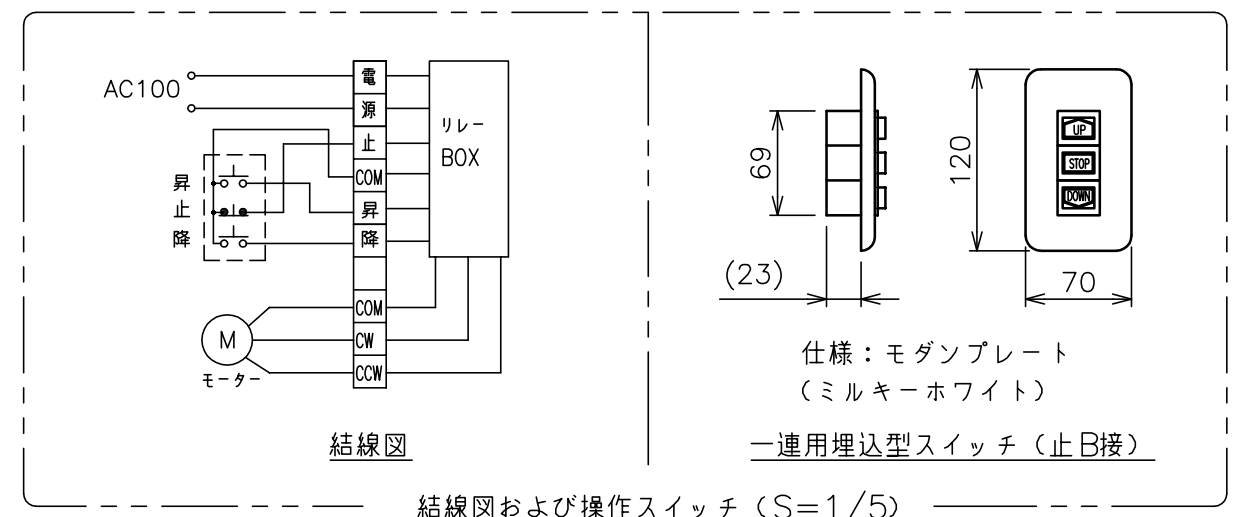 AC100
電
源
止
COM
昇
降
COM
CW
CCW
リレー
BOX
昇
止
降
M
モーター
結線図
69
(23)
120
70
UP
STOP
DOWN
仕様：モダンプレート
（ミルキーホワイト）
一連用埋込型スイッチ（止B接）
結線図および操作スイッチ（S=1/5）